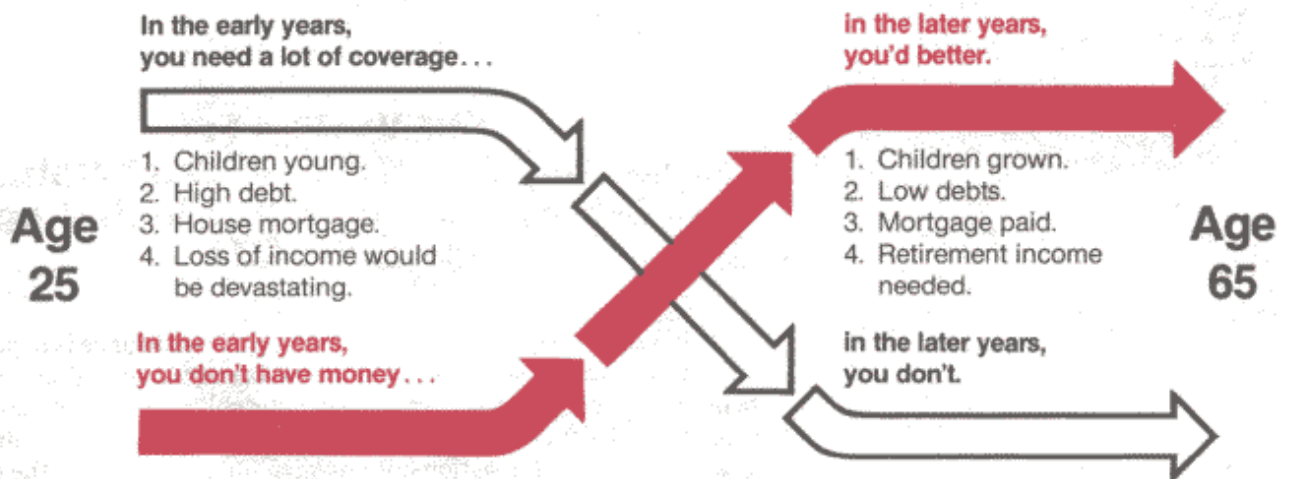 In the early years,
you need a lot of coverage...
in the later years,
you'd better.
Age
25
1. Children young.
2. High debt.
3. House mortgage.
4. Loss of income would
be devastating.
1. Children grown.
2. Low debts.
3. Mortgage paid.
4. Retirement income
needed.
Age
65
In the early years,
you don't have money...
in the later years,
you don't.